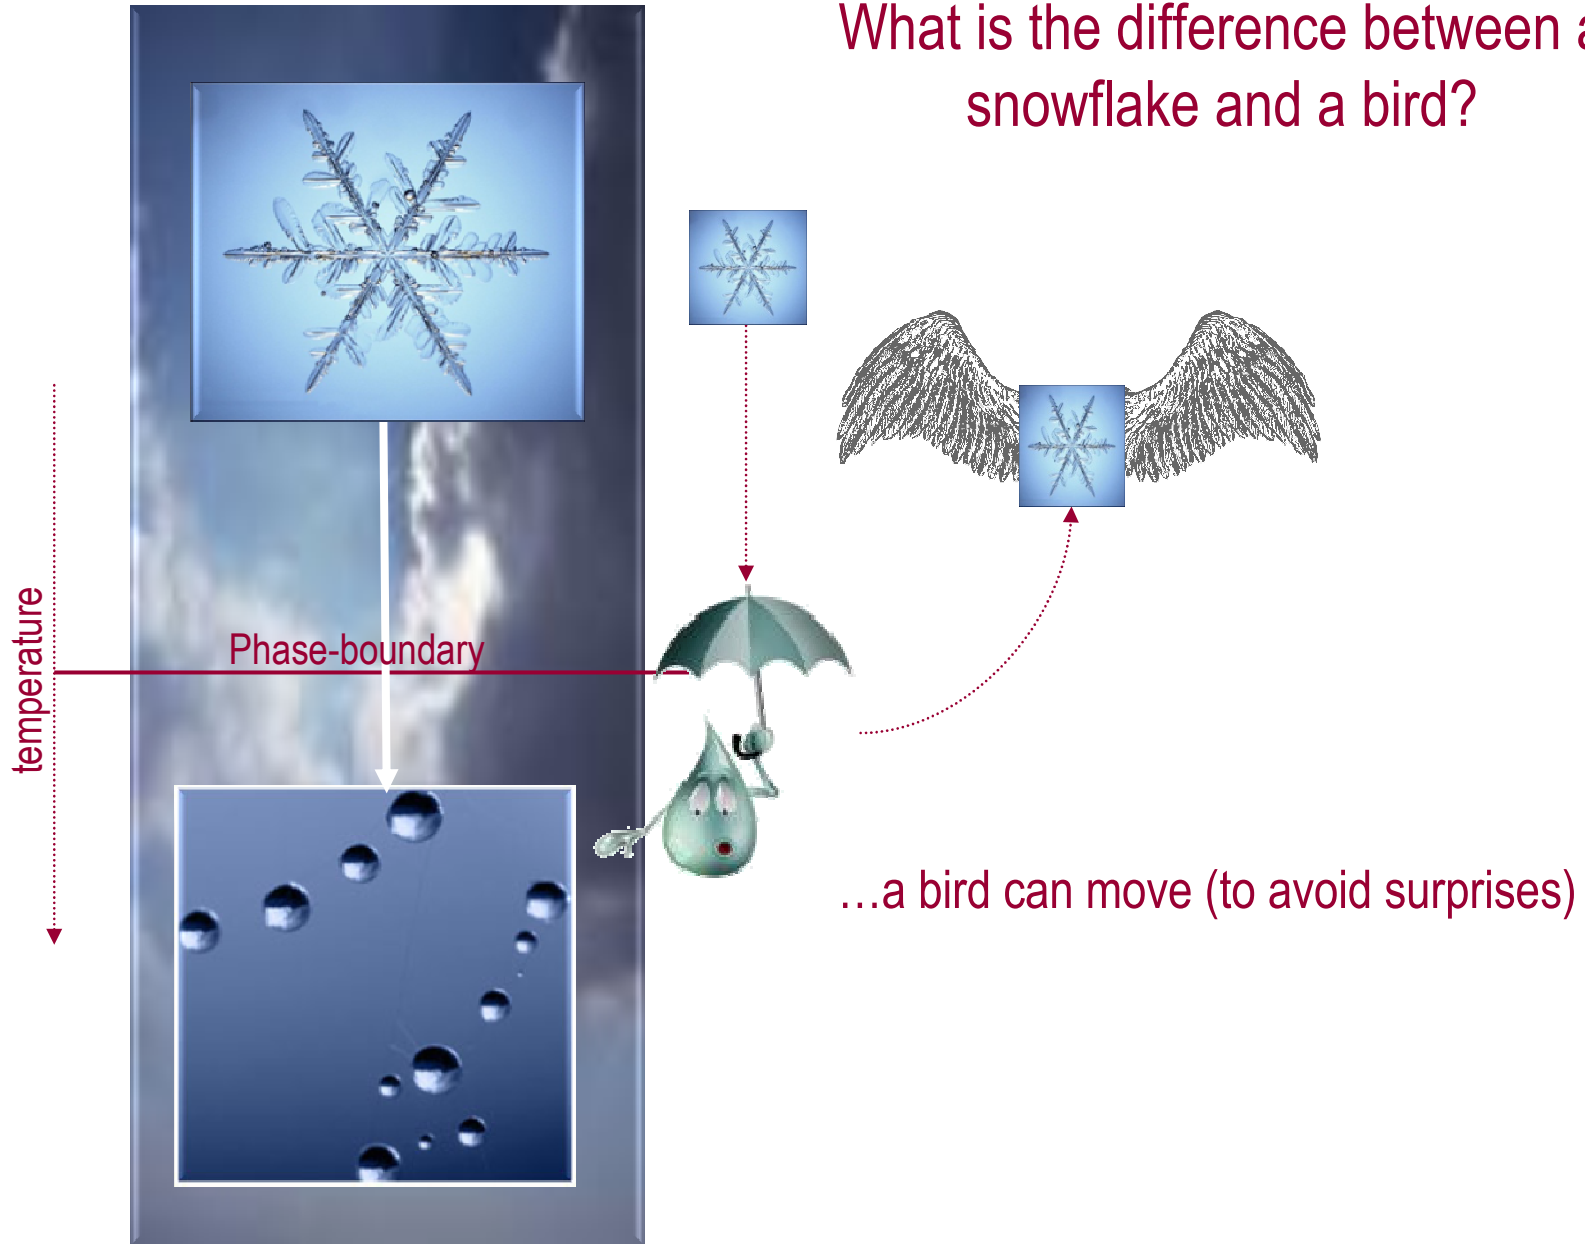 What is the difference between a
snowflake and a bird?
temperature
Phase-boundary
…a bird can move (to avoid surprises)